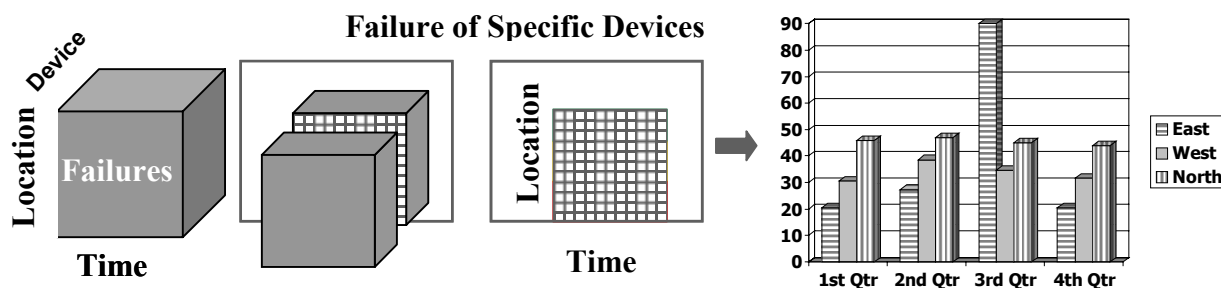 Failure of Specific Devices
Device
Location
Failures
Time
Location
Time
90
80
70
60
50
40
30
20
10
0
1st Qtr 2nd Qtr 3rd Qtr 4th Qtr
East
West
North